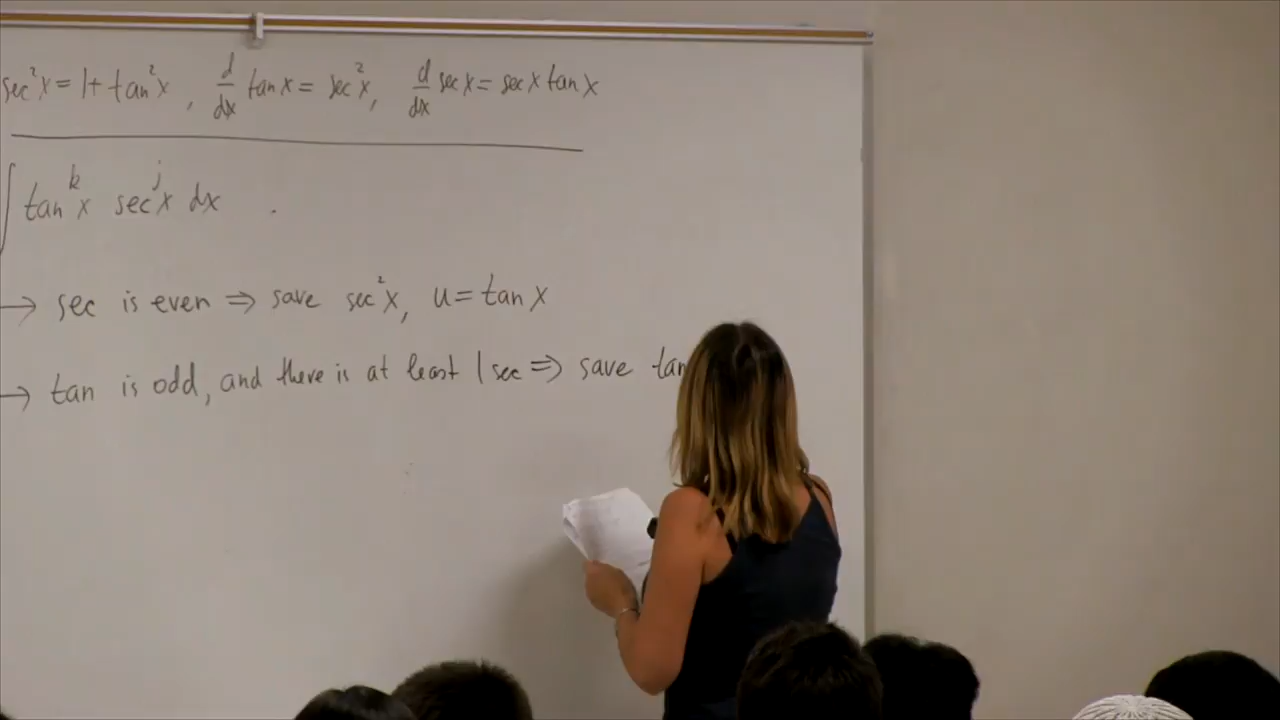 sec²x = 1 + tan²x , d/dx tan x = sec²x, d/dx sec x = sec x tan x
∫ tanᵏx secʲx dx .
→ sec is even ⇒ save sec²x, u = tan x
→ tan is odd, and there is at least 1 sec ⇒ save tan